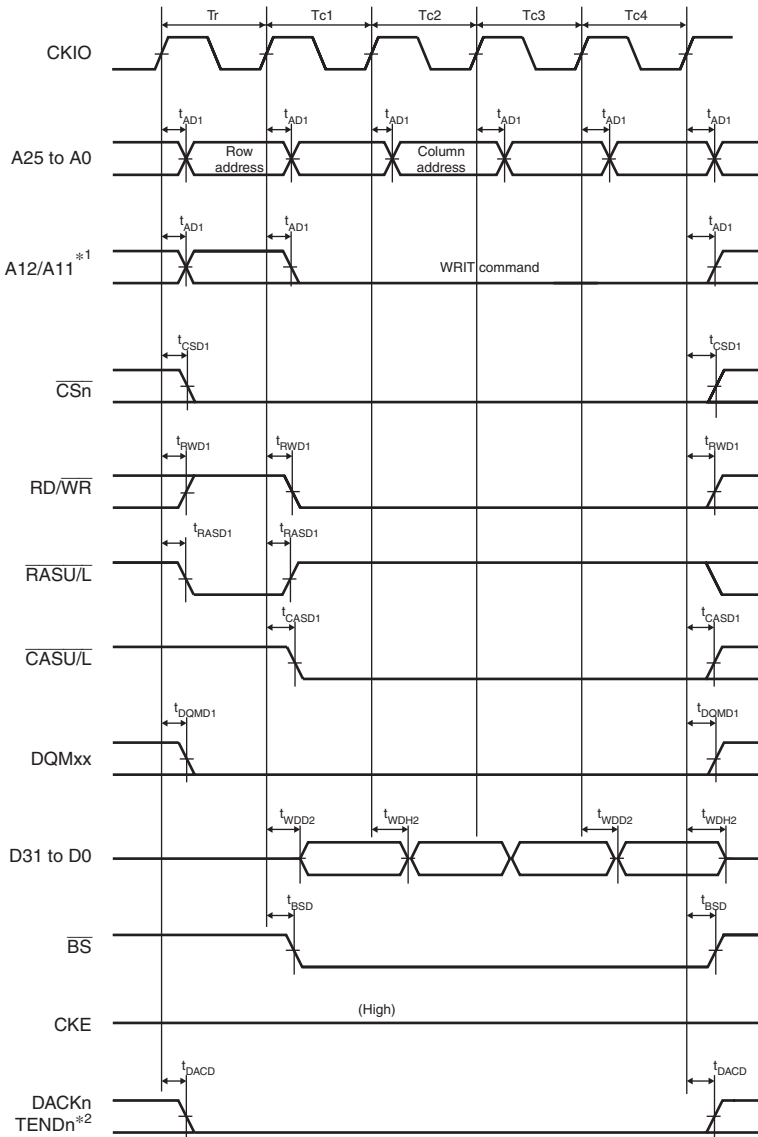 Tr Tc1 Tc2 Tc3 Tc4
CKIO
tAD1 tAD1 tAD1 tAD1 tAD1 tAD1
A25 to A0
Row address
Column address
tAD1 tAD1 tAD1
A12/A11*1
WRIT command
tCSD1 tCSD1
CSn
tRWD1 tRWD1 tRWD1
RD/WR
tRASD1 tRASD1
RASU/L
tCASD1 tCASD1
CASU/L
tDQMD1 tDQMD1
DQMxx
tWDD2 tWDH2 tWDD2 tWDH2
D31 to D0
tBSD tBSD
BS
(High)
CKE
tDACD tDACD
DACKn
TENDn*2